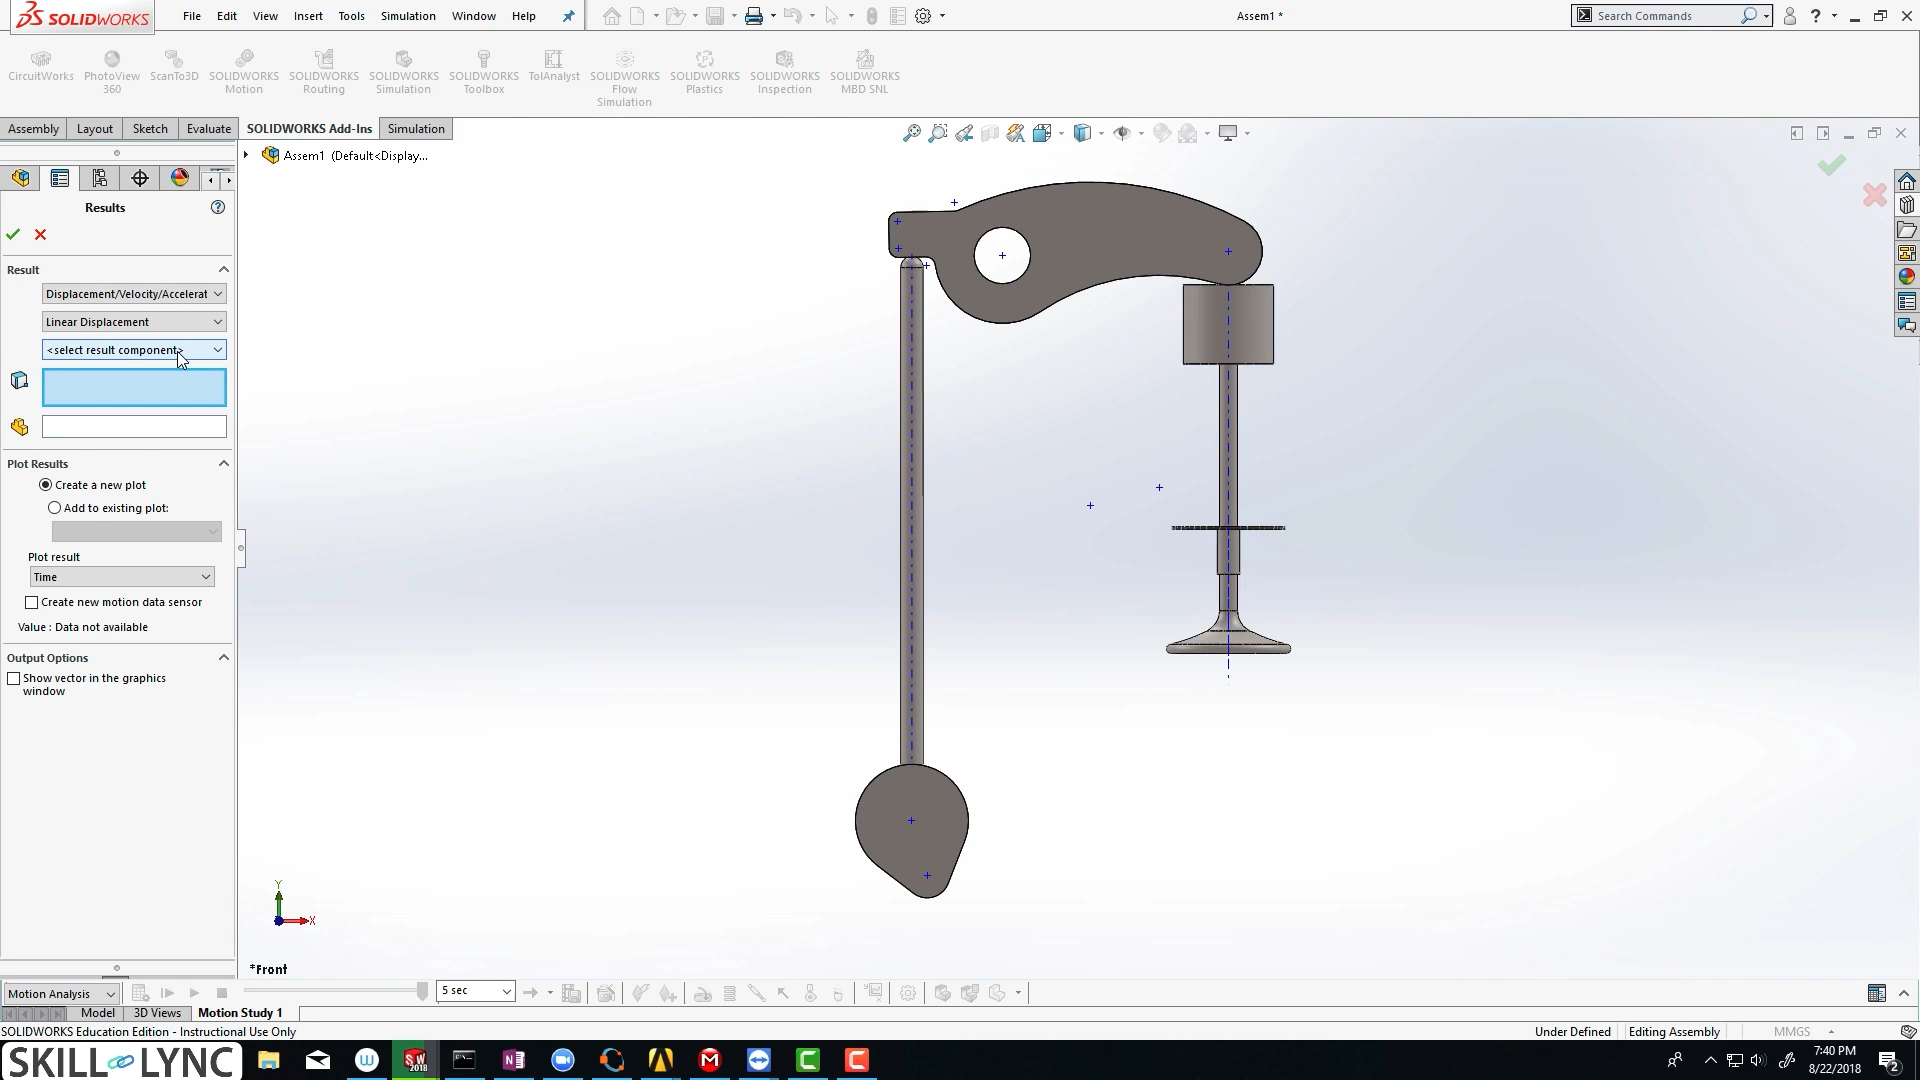 SOLIDWORKS
File Edit View Insert Tools Simulation Window Help
Assem1 *
Search Commands
?
CircuitWorks
PhotoView 360
ScanTo3D
SOLIDWORKS Motion
SOLIDWORKS Routing
SOLIDWORKS Simulation
SOLIDWORKS Toolbox
TolAnalyst
SOLIDWORKS Flow Simulation
SOLIDWORKS Plastics
SOLIDWORKS Inspection
SOLIDWORKS MBD SNL
Assembly Layout Sketch Evaluate SOLIDWORKS Add-Ins Simulation
Assem1 (Default<Display...
Results
?
Result
Displacement/Velocity/Accelerat
Linear Displacement
<select result component>
Plot Results
Create a new plot
Add to existing plot:
Plot result
Time
Create new motion data sensor
Value : Data not available
Output Options
Show vector in the graphics
window
Y
X
*Front
Motion Analysis
5 sec
Model 3D Views Motion Study 1
SOLIDWORKS Education Edition - Instructional Use Only
Under Defined Editing Assembly MMGS
SKILL LYNC
SW 2018
7:40 PM
8/22/2018
2